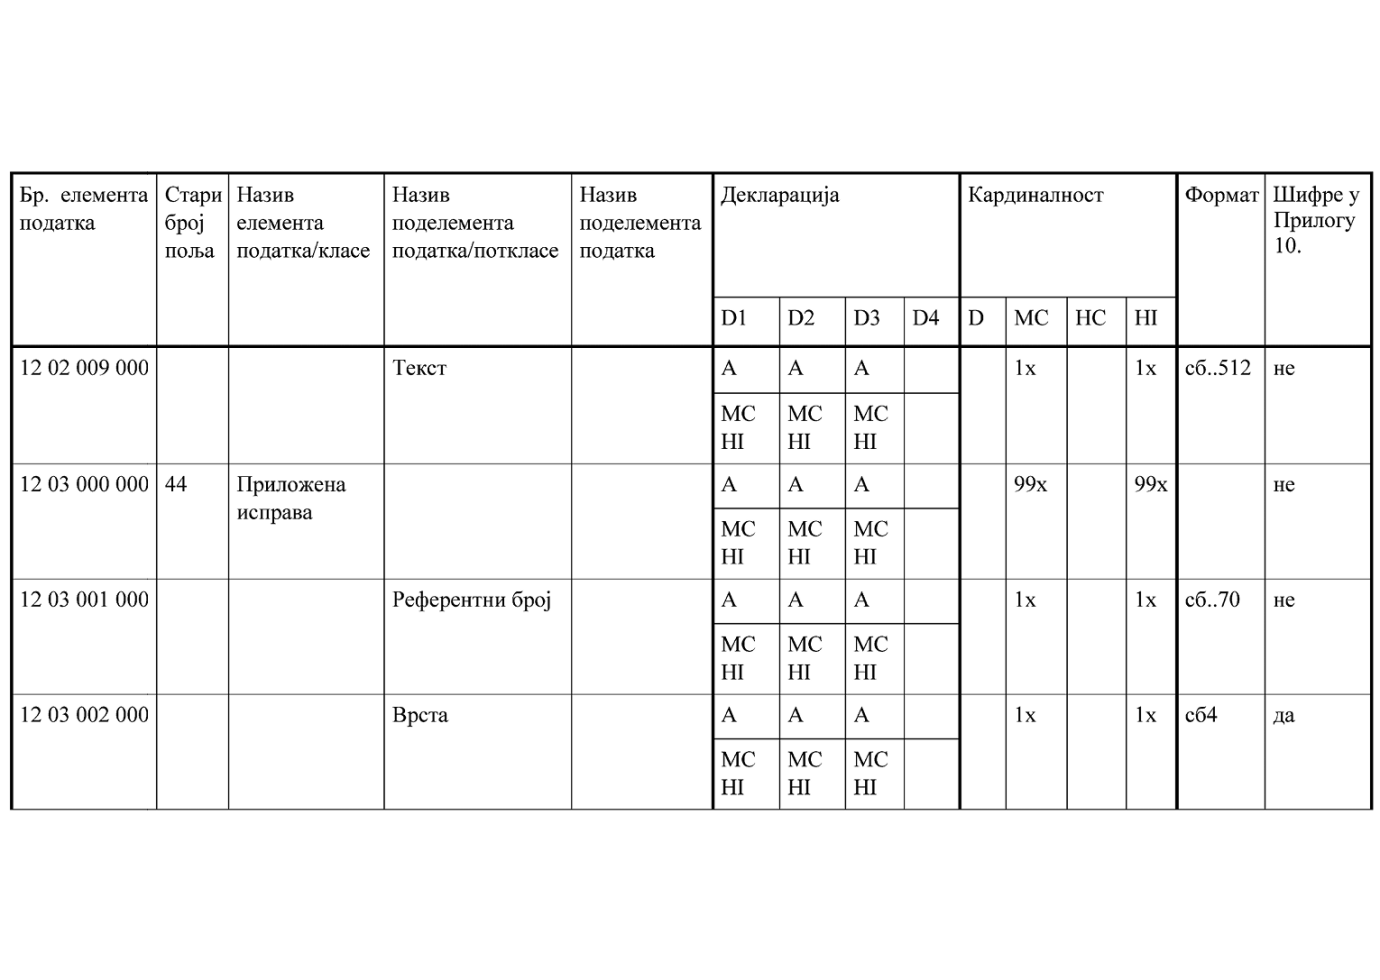 Бр. елемента податка | Стари број поља | Назив елемента податка/класе | Назив поделемента податка/поткласе | Назив поделемента податка | Декларација | Кардиналност | Формат | Шифре у Прилогу 10.
D1 | D2 | D3 | D4 | D | MC | HC | HI
12 02 009 000 | Текст | A | A | A | 1x | 1x | сб..512 | не
MC HI | MC HI | MC HI
12 03 000 000 | 44 | Приложена исправа | A | A | A | 99x | 99x | не
MC HI | MC HI | MC HI
12 03 001 000 | Референтни број | A | A | A | 1x | 1x | сб..70 | не
MC HI | MC HI | MC HI
12 03 002 000 | Врста | A | A | A | 1x | 1x | сб4 | да
MC HI | MC HI | MC HI